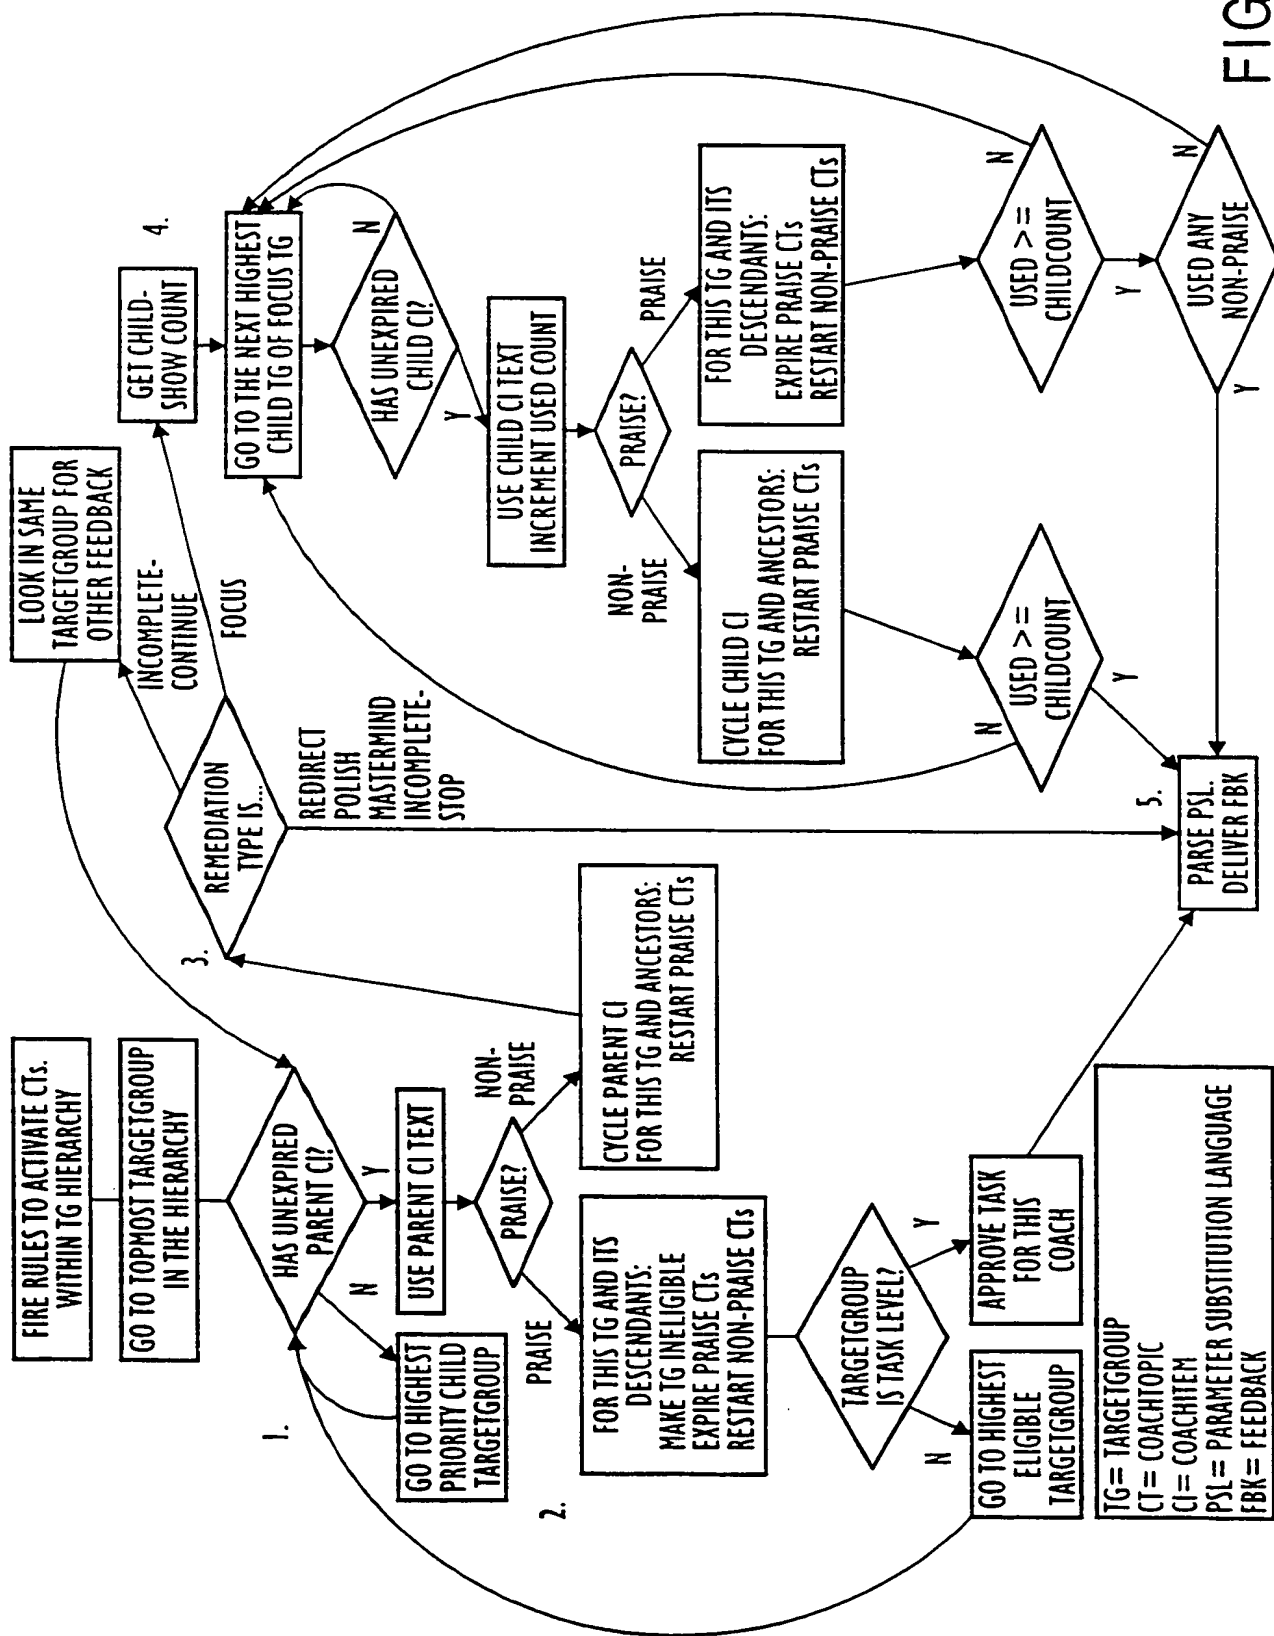 FIRE RULES TO ACTIVATE CTs.
WITHIN TG HIERARCHY
GO TO TOPMOST TARGETGROUP
IN THE HIERARCHY
1.
HAS UNEXPIRED
PARENT CI?
N
Y
GO TO HIGHEST
PRIORITY CHILD
TARGETGROUP
USE PARENT CI TEXT
PRAISE?
PRAISE
NON-
PRAISE
2.
FOR THIS TG AND ITS
DESCENDANTS:
MAKE TG INELIGIBLE
EXPIRE PRAISE CTs
RESTART NON-PRAISE CTs
CYCLE PARENT CI
FOR THIS TG AND ANCESTORS:
RESTART PRAISE CTs
TARGETGROUP
IS TASK LEVEL?
N
Y
GO TO HIGHEST
ELIGIBLE
TARGETGROUP
APPROVE TASK
FOR THIS
COACH
TG= TARGETGROUP
CT= COACHTOPIC
CI= COACHITEM
PSL= PARAMETER SUBSTITUTION LANGUAGE
FBK= FEEDBACK
3.
REMEDIATION
TYPE IS...
LOOK IN SAME
TARGETGROUP FOR
OTHER FEEDBACK
INCOMPLETE-
CONTINUE
FOCUS
REDIRECT
POLISH
MASTERMIND
INCOMPLETE-
STOP
4.
GET CHILD-
SHOW COUNT
GO TO THE NEXT HIGHEST
CHILD TG OF FOCUS TG
HAS UNEXPIRED
CHILD CI?
N
Y
USE CHILD CI TEXT
INCREMENT USED COUNT
PRAISE?
NON-
PRAISE
PRAISE
CYCLE CHILD CI
FOR THIS TG AND ANCESTORS:
RESTART PRAISE CTs
FOR THIS TG AND ITS
DESCENDANTS:
EXPIRE PRAISE CTs
RESTART NON-PRAISE CTs
USED >=
CHILDCOUNT
N
Y
USED >=
CHILDCOUNT
N
Y
USED ANY
NON-PRAISE
N
Y
5.
PARSE PSL.
DELIVER FBK
FIG